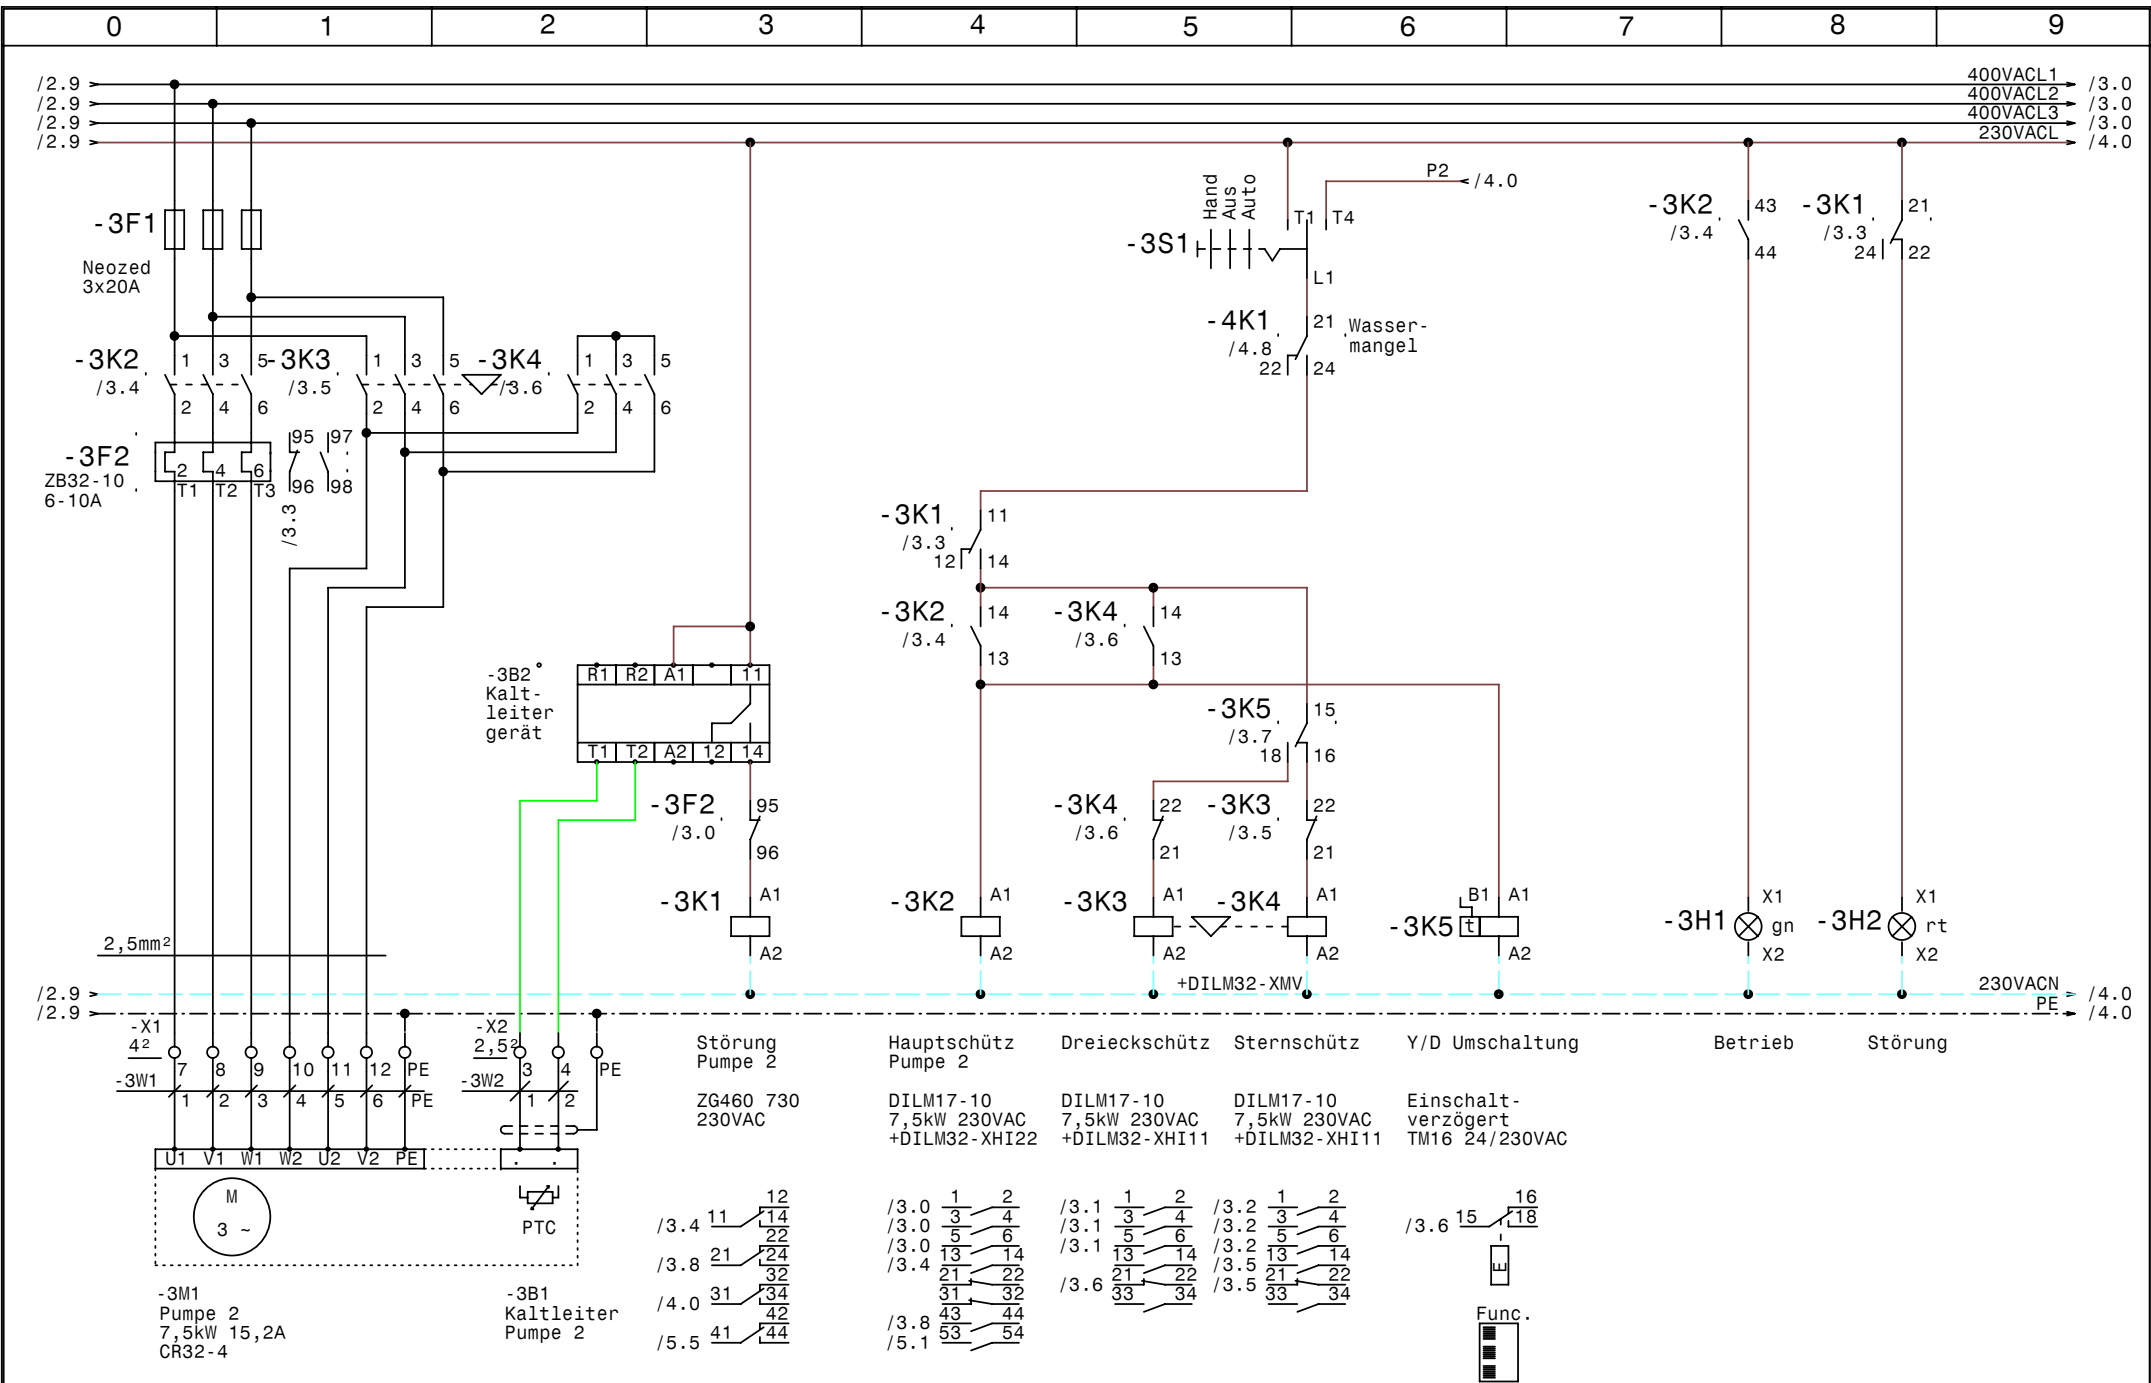 0 1 2 3 4 5 6 7 8 9
/2.9 400VACL1 /3.0
/2.9 400VACL2 /3.0
/2.9 400VACL3 /3.0
/2.9 230VACL /4.0
P2 /4.0
Hand
Aus
Auto
-3F1
Neozed
3x20A
-3S1 T1 T4
L1
-3K2 43
/3.4
44
-3K1 21
/3.3
24 22
-4K1 21 Wasser-
/4.8 mangel
22 24
-3K2 1 3 5
/3.4
2 4 6
-3K3 1 3 5
/3.5
2 4 6
-3K4 1 3 5
/3.6
2 4 6
-3F2 2 4 6
ZB32-10 T1 T2 T3
6-10A
95 97
96 98
/3.3
-3K1 11
/3.3
12 14
-3K2 14
/3.4
13
-3K4 14
/3.6
13
-3B2
Kalt-
leiter
gerät
R1 R2 A1 11
T1 T2 A2 12 14
-3K5 15
/3.7
18 16
-3F2 95
/3.0
96
-3K4 22
/3.6
21
-3K3 22
/3.5
21
-3K1 A1
A2
-3K2 A1
A2
-3K3 A1
A2
-3K4 A1
A2
-3K5 t B1 A1
A2
-3H1 X1
gn
X2
-3H2 X1
rt
X2
2,5mm²
+DILM32-XMV
/2.9 230VACN /4.0
/2.9 PE /4.0
-X1
4²
7 8 9 10 11 12 PE
-3W1
1 2 3 4 5 6 PE
-X2
2,5²
3 4 PE
-3W2
1 2
U1 V1 W1 W2 U2 V2 PE
M
3 ~
PTC
-3M1
Pumpe 2
7,5kW 15,2A
CR32-4
-3B1
Kaltleiter
Pumpe 2
Störung
Pumpe 2
ZG460 730
230VAC
Hauptschütz
Pumpe 2
DILM17-10
7,5kW 230VAC
+DILM32-XHI22
Dreieckschütz
DILM17-10
7,5kW 230VAC
+DILM32-XHI11
Sternschütz
DILM17-10
7,5kW 230VAC
+DILM32-XHI11
Y/D Umschaltung
Einschalt-
verzögert
TM16 24/230VAC
Betrieb
Störung
12
/3.4 11 14
22
/3.8 21 24
32
/4.0 31 34
42
/5.5 41 44
/3.0 1 2
/3.0 3 4
/3.0 5 6
/3.4 13 14
21 22
31 32
/3.8 43 44
/5.1 53 54
/3.1 1 2
/3.1 3 4
/3.1 5 6
13 14
/3.6 21 22
33 34
/3.2 1 2
/3.2 3 4
/3.2 5 6
/3.5 13 14
/3.5 21 22
33 34
16
/3.6 15 18
E
Func.